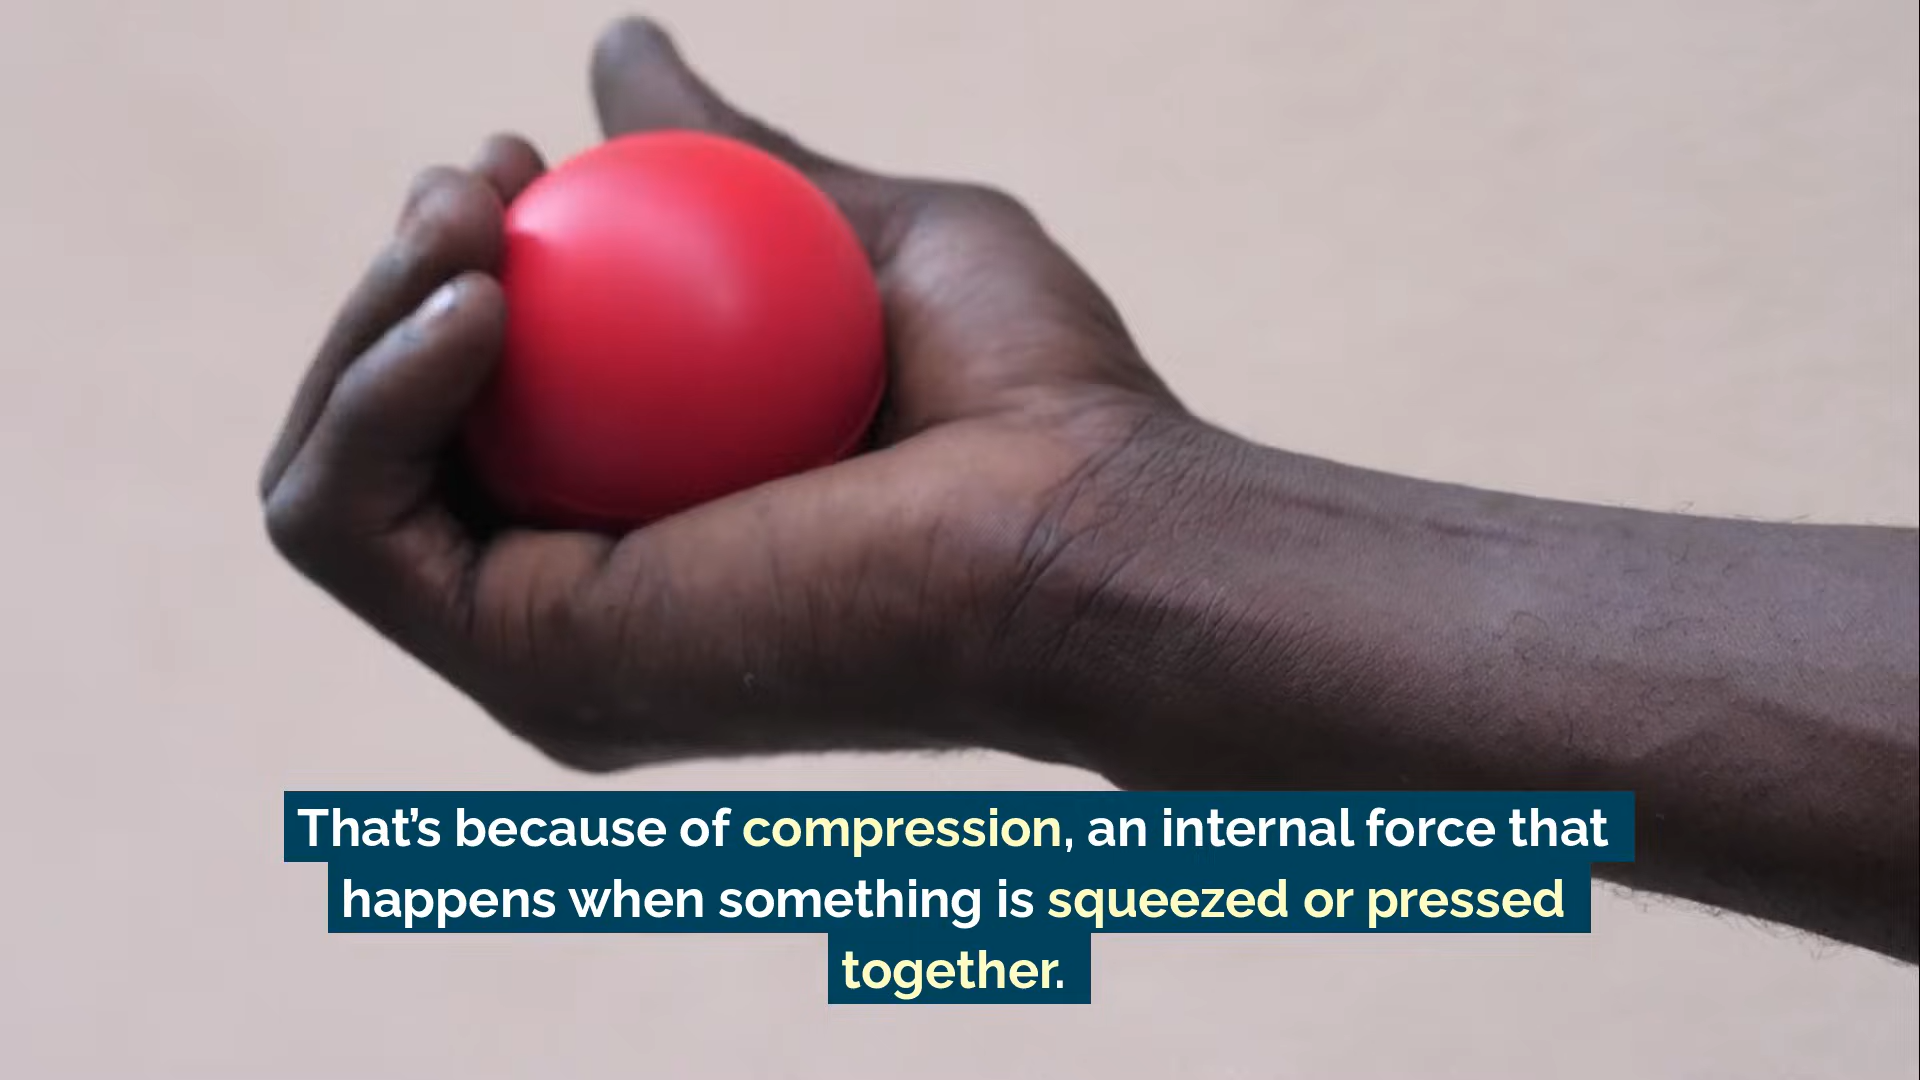 That’s because of compression, an internal force that
happens when something is squeezed or pressed
together.